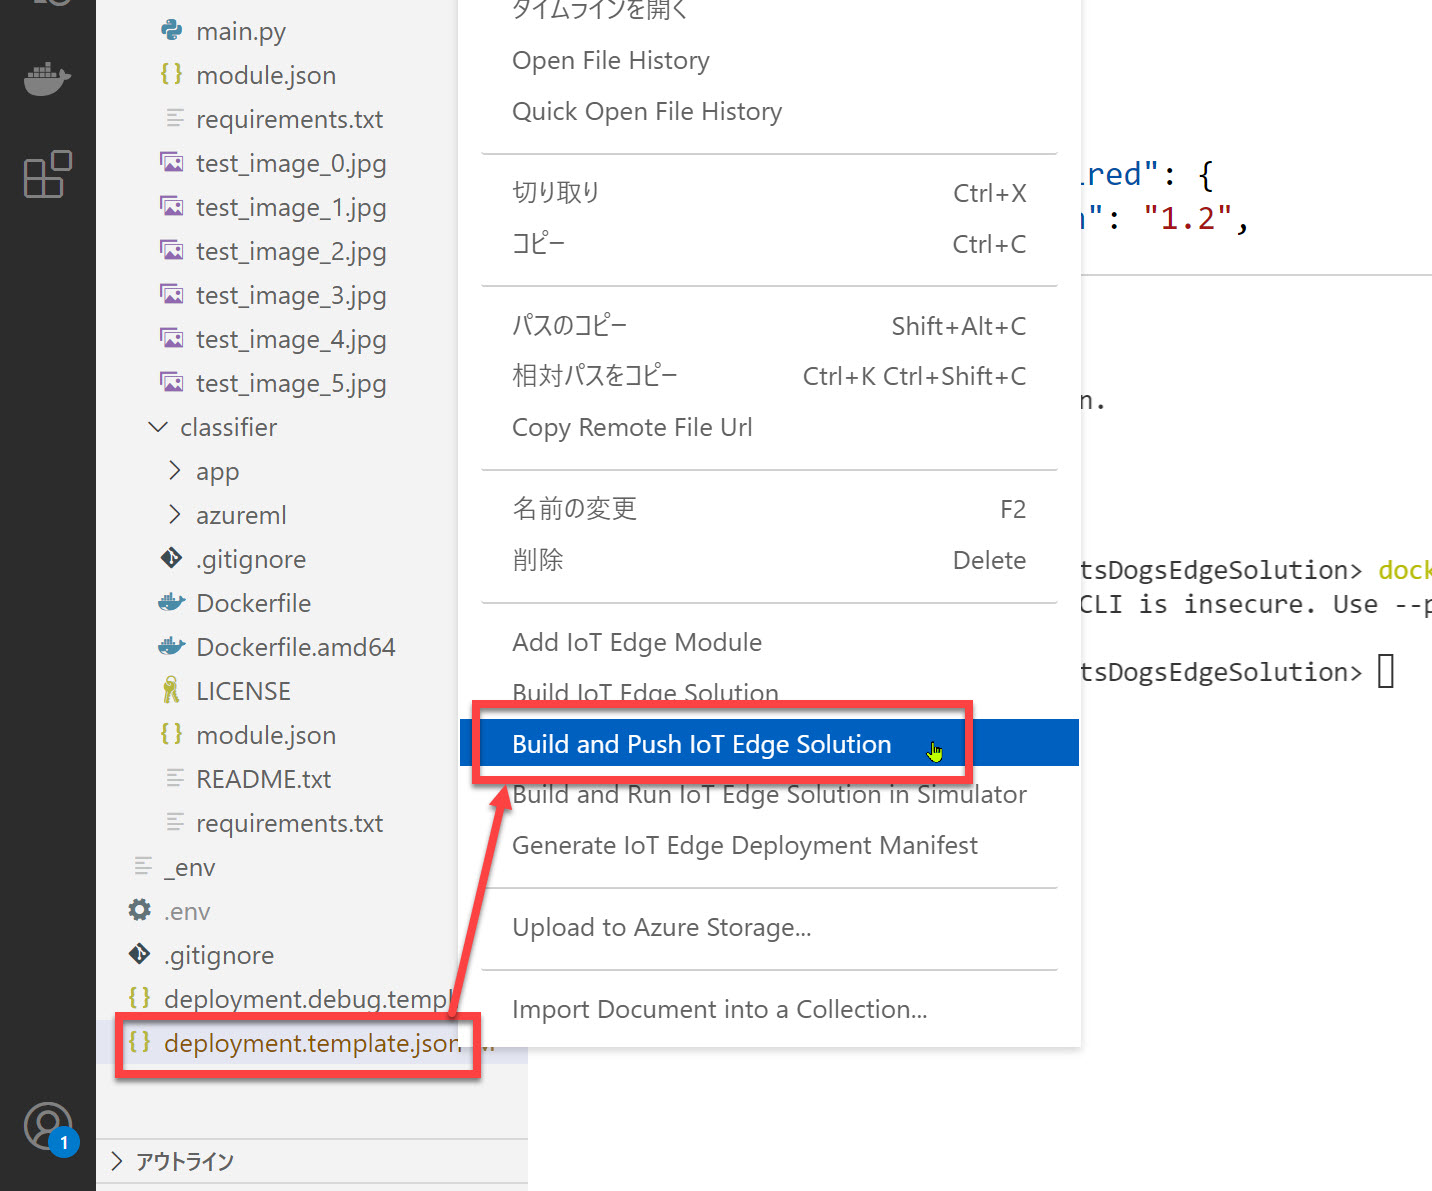 main.py
module.json
requirements.txt
test_image_0.jpg
test_image_1.jpg
test_image_2.jpg
test_image_3.jpg
test_image_4.jpg
test_image_5.jpg
classifier
app
azureml
.gitignore
Dockerfile
Dockerfile.amd64
LICENSE
module.json
README.txt
requirements.txt
_env
.env
.gitignore
deployment.debug.templ
deployment.template.json
アウトライン
1
タイムラインを開く
Open File History
Quick Open File History
切り取り Ctrl+X
コピー Ctrl+C
パスのコピー Shift+Alt+C
相対パスをコピー Ctrl+K Ctrl+Shift+C
Copy Remote File Url
名前の変更 F2
削除 Delete
Add IoT Edge Module
Build IoT Edge Solution
Build and Push IoT Edge Solution
Build and Run IoT Edge Solution in Simulator
Generate IoT Edge Deployment Manifest
Upload to Azure Storage...
Import Document into a Collection...
ired": {
n": "1.2",
n.
tsDogsEdgeSolution> dock
CLI is insecure. Use --p
tsDogsEdgeSolution>